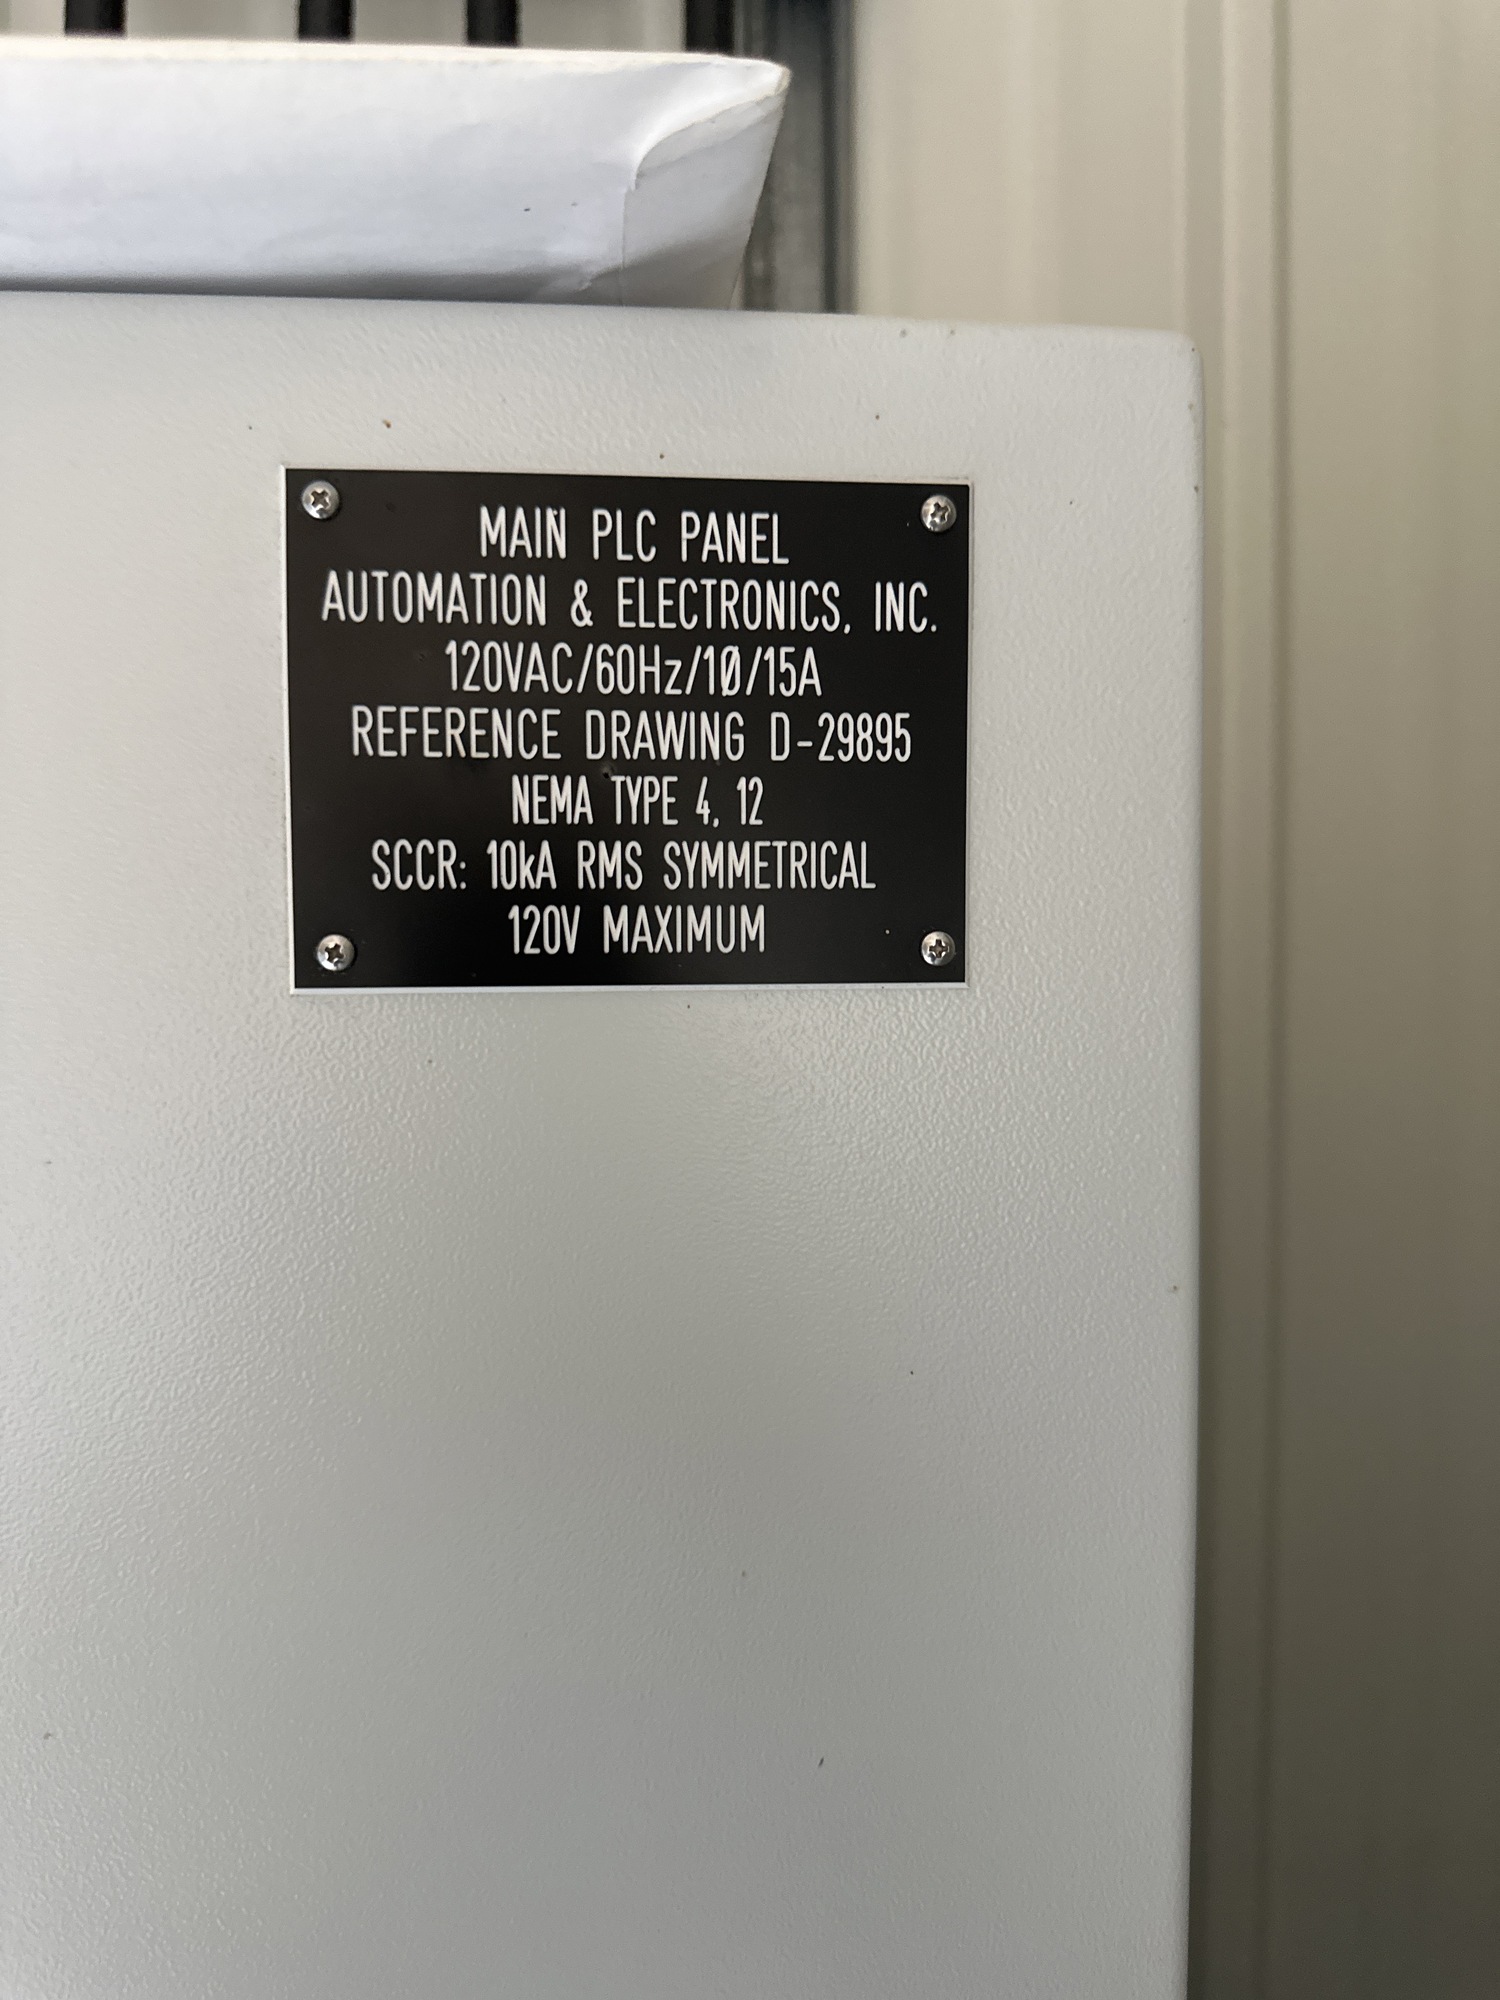 MAIN PLC PANEL
AUTOMATION & ELECTRONICS, INC.
120VAC/60Hz/1Ø/15A
REFERENCE DRAWING D-29895
NEMA TYPE 4, 12
SCCR: 10kA RMS SYMMETRICAL
120V MAXIMUM